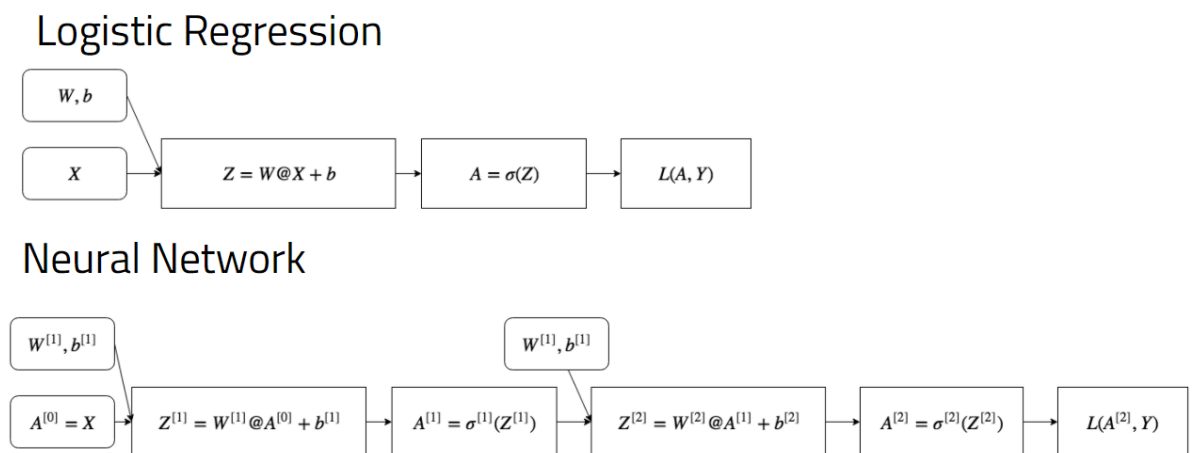 Logistic Regression
W, b
X
Z = W@X + b
A = σ(Z)
L(A, Y)
Neural Network
W^[1], b^[1]
W^[1], b^[1]
A^[0] = X
Z^[1] = W^[1]@A^[0] + b^[1]
A^[1] = σ^[1](Z^[1])
Z^[2] = W^[2]@A^[1] + b^[2]
A^[2] = σ^[2](Z^[2])
L(A^[2], Y)